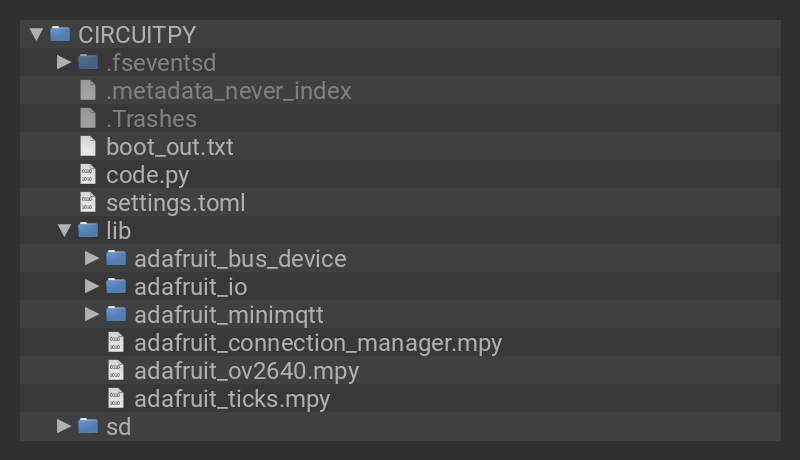 CIRCUITPY
.fseventsd
.metadata_never_index
.Trashes
boot_out.txt
code.py
settings.toml
lib
adafruit_bus_device
adafruit_io
adafruit_minimqtt
adafruit_connection_manager.mpy
adafruit_ov2640.mpy
adafruit_ticks.mpy
sd